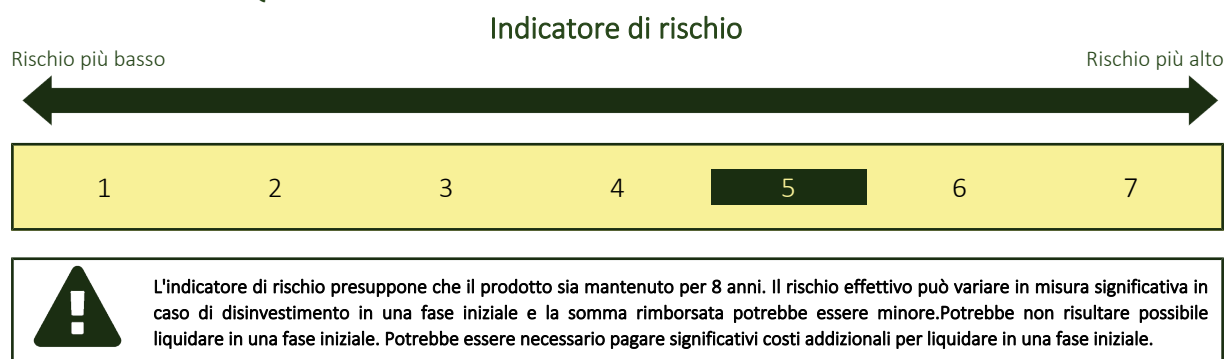 Indicatore di rischio
Rischio più basso
Rischio più alto
1 2 3 4 5 6 7
L'indicatore di rischio presuppone che il prodotto sia mantenuto per 8 anni. Il rischio effettivo può variare in misura significativa in
caso di disinvestimento in una fase iniziale e la somma rimborsata potrebbe essere minore.Potrebbe non risultare possibile
liquidare in una fase iniziale. Potrebbe essere necessario pagare significativi costi addizionali per liquidare in una fase iniziale.